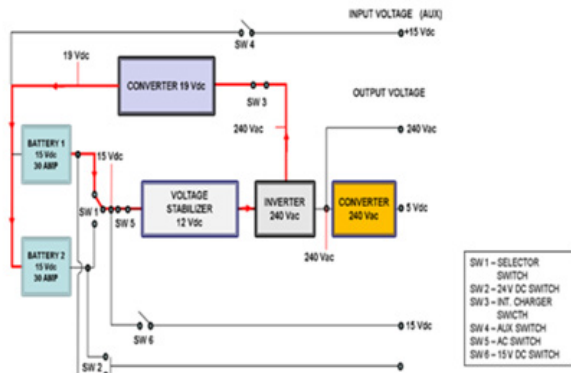 INPUT VOLTAGE (AUX)
+15 Vdc
SW 4
19 Vdc
CONVERTER 19 Vdc
SW 3
OUTPUT VOLTAGE
240 Vac
240 Vac
BATTERY 1
15 Vdc
30 AMP
15 Vdc
SW 1
SW 5
VOLTAGE
STABILIZER
12 Vdc
INVERTER
240 Vac
CONVERTER
240 Vac
5 Vdc
BATTERY 2
15 Vdc
30 AMP
240 Vac
SW 6
15 Vdc
SW 2
SW 1 – SELECTOR
SWITCH
SW 2 – 24 V DC SWITCH
SW 3 – INT. CHARGER
SWICTH
SW 4 – AUX SWITCH
SW 5 – AC SWITCH
SW 6 – 15 V DC SWITCH